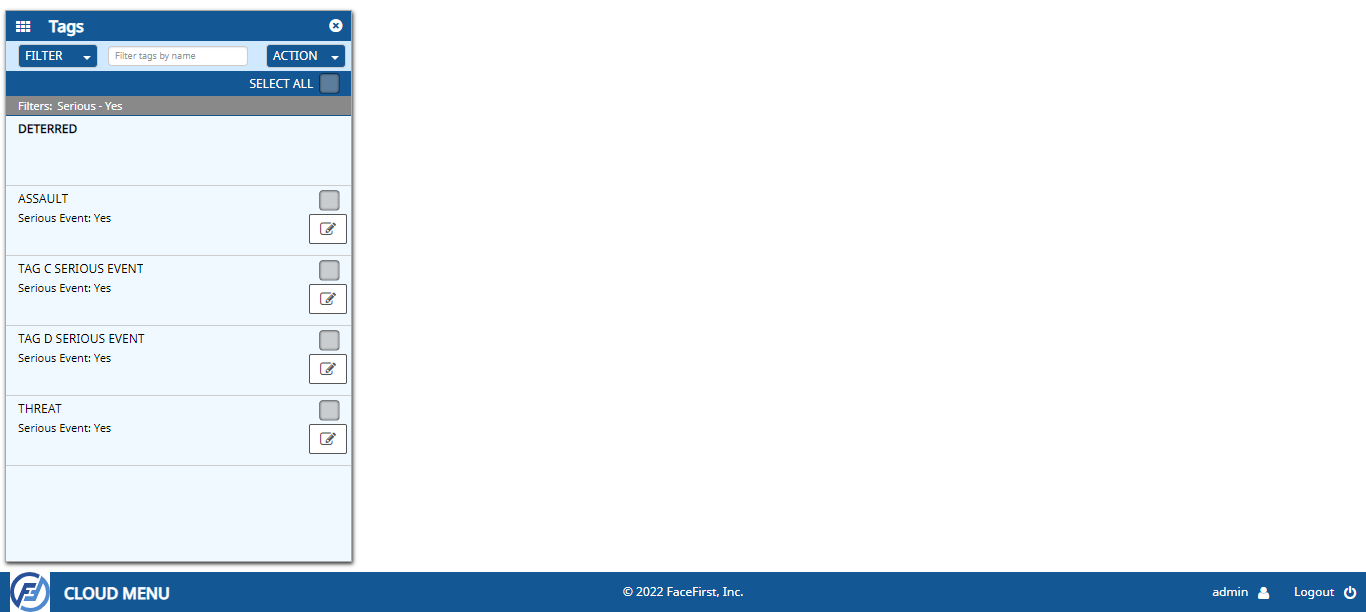 Tags
FILTER
Filter tags by name
ACTION
SELECT ALL
Filters: Serious - Yes
DETERRED
ASSAULT
Serious Event: Yes
TAG C SERIOUS EVENT
Serious Event: Yes
TAG D SERIOUS EVENT
Serious Event: Yes
THREAT
Serious Event: Yes
CLOUD MENU
© 2022 FaceFirst, Inc.
admin
Logout